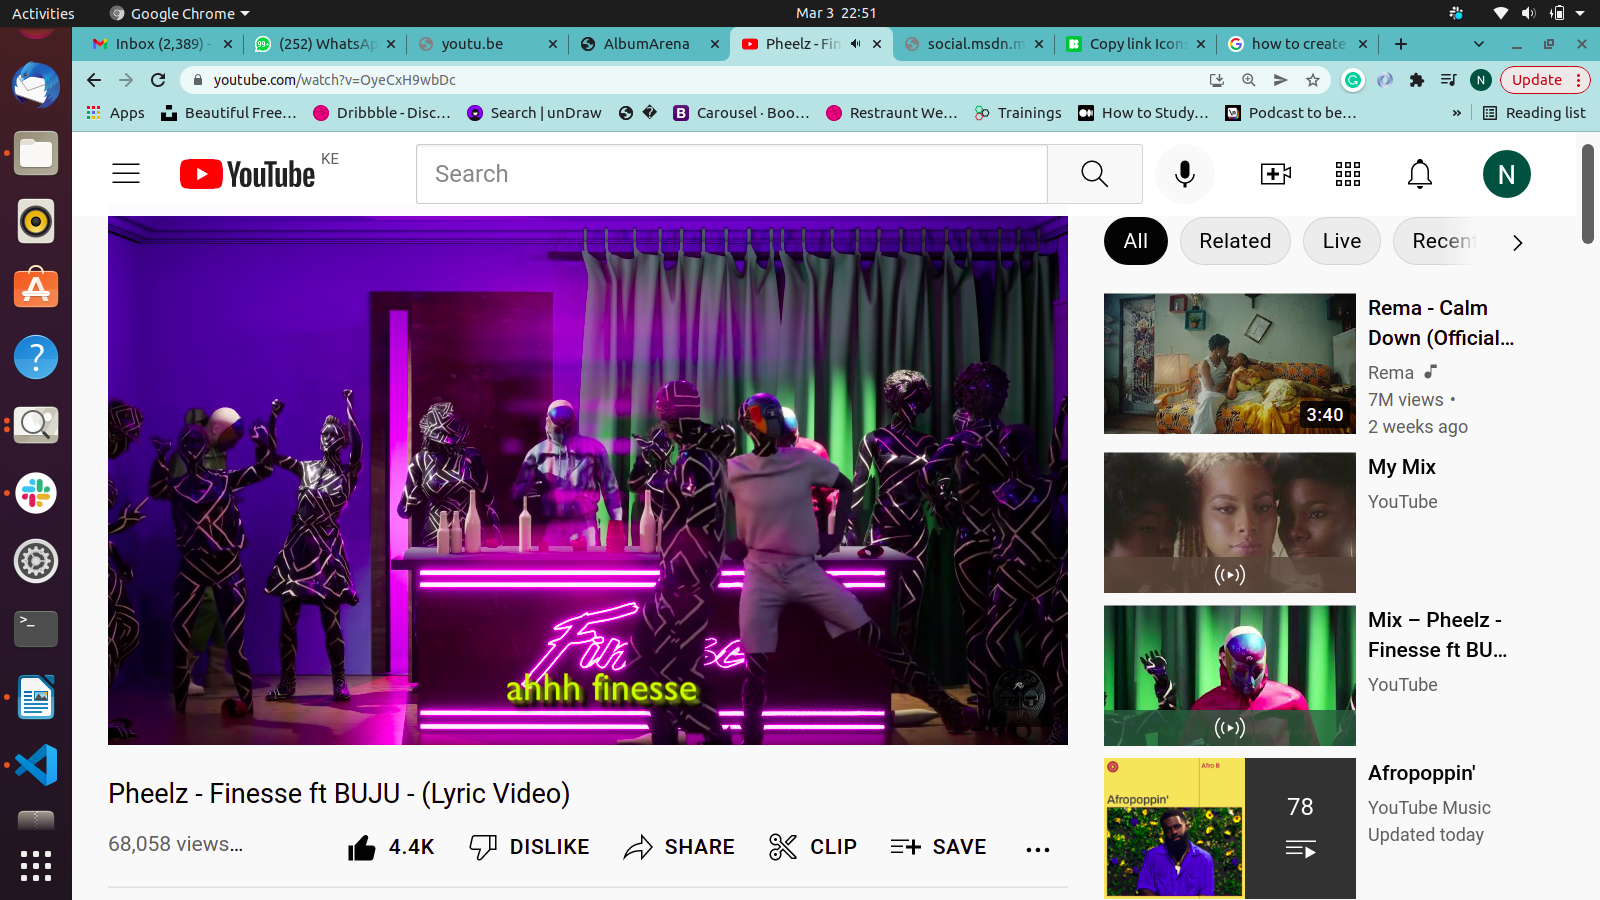 Activities
Google Chrome
Mar 3 22:51
Inbox (2,389) -
99+
(252) WhatsAp
youtu.be
AlbumArena
Pheelz - Fin
social.msdn.m
Copy link Icons
how to create
youtube.com/watch?v=OyeCxH9wbDc
N
Update
Apps
Beautiful Free...
Dribbble - Disc...
Search | unDraw
�
B
Carousel · Boo...
Restraunt We...
Trainings
How to Study...
Podcast to be...
»
Reading list
YouTube
KE
Search
N
Finesse
ahhh finesse
All
Related
Live
Recent
3:40
Rema - Calm
Down (Official...
Rema
7M views •
2 weeks ago
My Mix
YouTube
Mix – Pheelz -
Finesse ft BU...
YouTube
Afro B
Afropoppin'
78
Afropoppin'
YouTube Music
Updated today
Pheelz - Finesse ft BUJU - (Lyric Video)
68,058 views...
4.4K
DISLIKE
SHARE
CLIP
SAVE